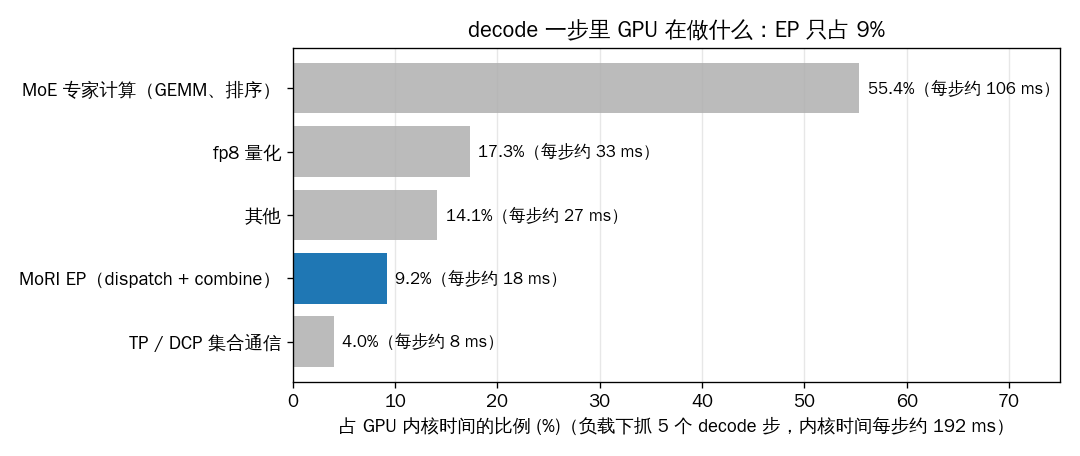 decode 一步里 GPU 在做什么：EP 只占 9%
MoE 专家计算（GEMM、排序） 55.4%（每步约 106 ms）
fp8 量化 17.3%（每步约 33 ms）
其他 14.1%（每步约 27 ms）
MoRI EP（dispatch + combine） 9.2%（每步约 18 ms）
TP / DCP 集合通信 4.0%（每步约 8 ms）
0 10 20 30 40 50 60 70
占 GPU 内核时间的比例 (%)（负载下抓 5 个 decode 步，内核时间每步约 192 ms）